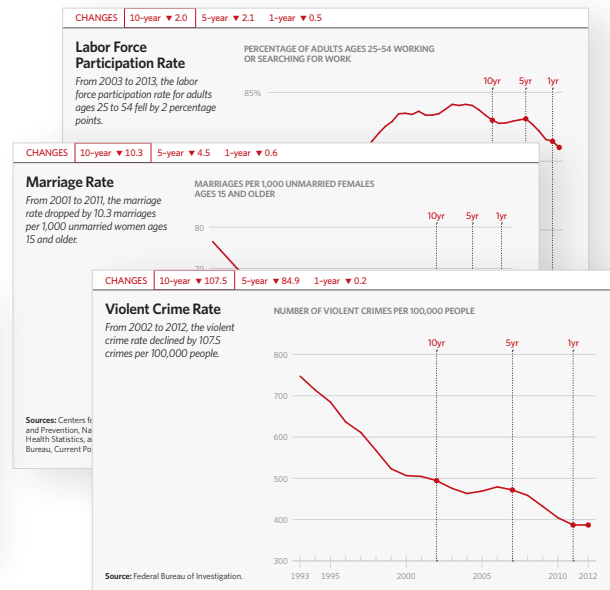 CHANGES 10-year ▼ 2.0 5-year ▼ 2.1 1-year ▼ 0.5
Labor Force
Participation Rate
From 2003 to 2013, the labor
force participation rate for adults
ages 25 to 54 fell by 2 percentage
points.
PERCENTAGE OF ADULTS AGES 25–54 WORKING
OR SEARCHING FOR WORK
10yr 5yr 1yr
85%
CHANGES 10-year ▼ 10.3 5-year ▼ 4.5 1-year ▼ 0.6
Marriage Rate
From 2001 to 2011, the marriage
rate dropped by 10.3 marriages
per 1,000 unmarried women ages
15 and older.
MARRIAGES PER 1,000 UNMARRIED FEMALES
AGES 15 AND OLDER
10yr 5yr 1yr
80
Sources: Centers
and Prevention,
Health Statistics,
Bureau, Current
CHANGES 10-year ▼ 107.5 5-year ▼ 84.9 1-year ▼ 0.2
Violent Crime Rate
From 2002 to 2012, the violent
crime rate declined by 107.5
crimes per 100,000 people.
NUMBER OF VIOLENT CRIMES PER 100,000 PEOPLE
10yr 5yr 1yr
800
700
600
500
400
300
1993 1995 2000 2005 2010 2012
Source: Federal Bureau of Investigation.